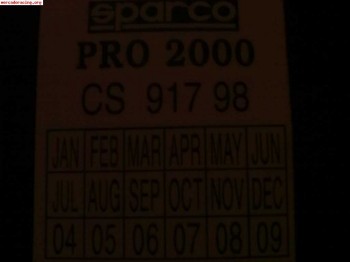 mercadoracing.org
sparco
PRO 2000
CS 917 98
JAN FEB MAR APR MAY JUN
JUL AUG SEP OCT NOV DEC
04 05 06 07 08 09